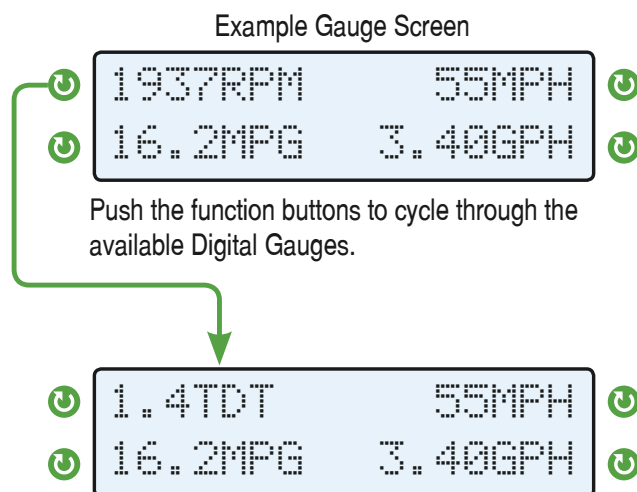 Example Gauge Screen
1937RPM 55MPH
16.2MPG 3.40GPH
Push the function buttons to cycle through the
available Digital Gauges.
1.4TDT 55MPH
16.2MPG 3.40GPH